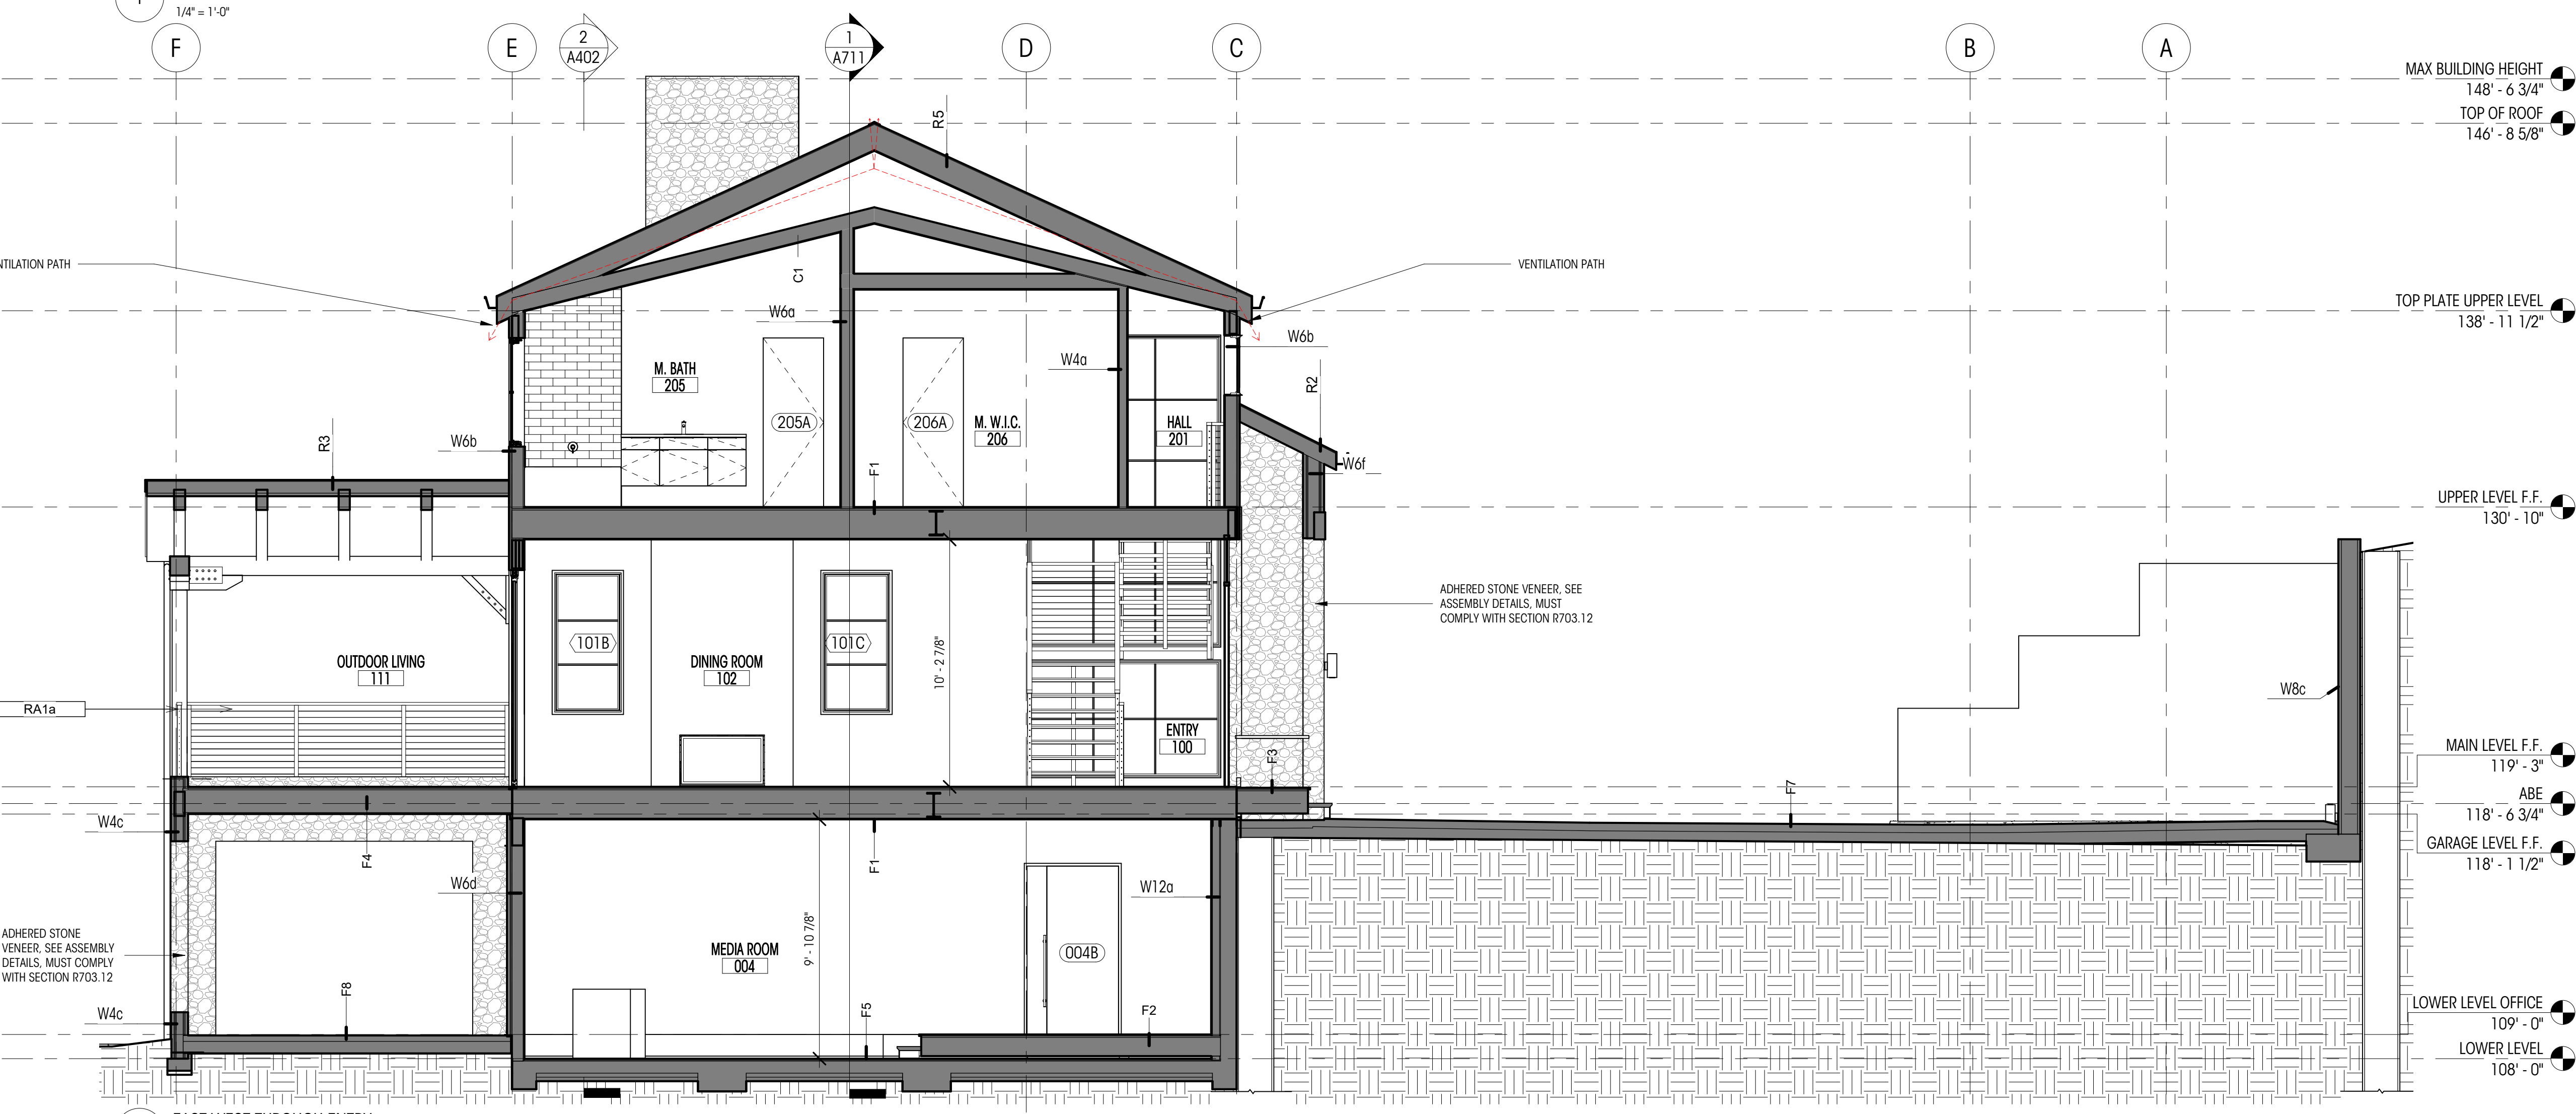 1/4" = 1'-0"
F
E
2
A402
1
A711
D
C
B
A
MAX BUILDING HEIGHT
148' - 6 3/4"
TOP OF ROOF
146' - 8 5/8"
R5
C1
VENTILATION PATH
TOP PLATE UPPER LEVEL
138' - 11 1/2"
W6a
W6b
M. BATH
205
W4a
R2
205A
206A
M. W.I.C.
206
HALL
201
R3
W6b
F1
W6f
UPPER LEVEL F.F.
130' - 10"
ADHERED STONE VENEER, SEE
ASSEMBLY DETAILS, MUST
COMPLY WITH SECTION R703.12
101B
101C
OUTDOOR LIVING
111
DINING ROOM
102
10' - 2 7/8"
W8c
RA1a
ENTRY
100
F3
MAIN LEVEL F.F.
119' - 3"
F7
ABE
118' - 6 3/4"
W4c
F4
F1
GARAGE LEVEL F.F.
118' - 1 1/2"
W6d
W12a
ADHERED STONE
VENEER, SEE ASSEMBLY
DETAILS, MUST COMPLY
WITH SECTION R703.12
MEDIA ROOM
004
9' - 10 7/8"
004B
F8
W4c
F5
F2
LOWER LEVEL OFFICE
109' - 0"
LOWER LEVEL
108' - 0"